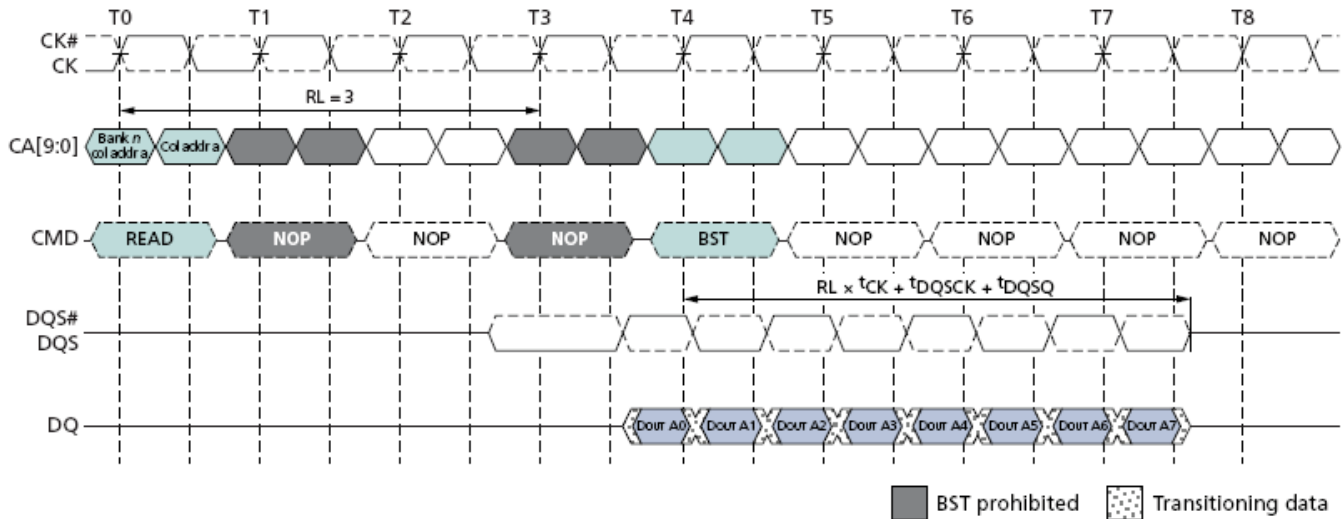 T0 T1 T2 T3 T4 T5 T6 T7 T8
CK#
CK
RL = 3
CA[9:0] Bank n col addr a Col addr a
CMD READ NOP NOP NOP BST NOP NOP NOP NOP
RL × tCK + tDQSCK + tDQSQ
DQS#
DQS
DQ DOUT A0 DOUT A1 DOUT A2 DOUT A3 DOUT A4 DOUT A5 DOUT A6 DOUT A7
BST prohibited Transitioning data